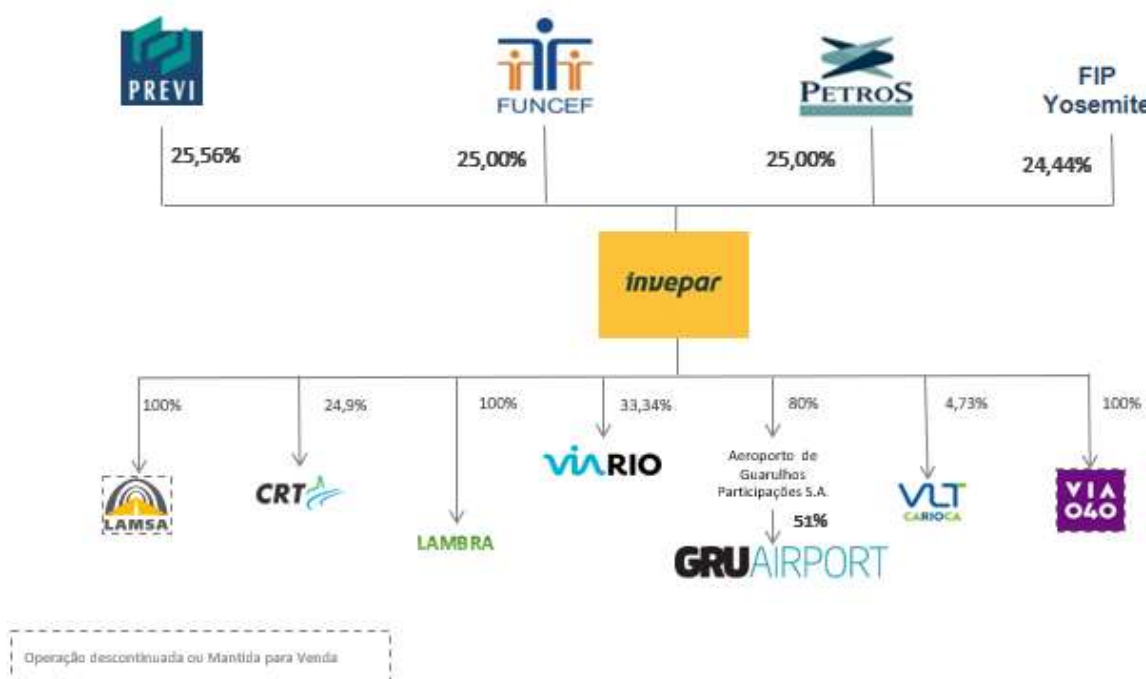 PREVI
FUNCEF
PETROS
FIP
Yosemite
25,56%
25,00%
25,00%
24,44%
invepar
100%
24,9%
100%
33,34%
80%
4,73%
100%
LAMSA
CRT
LAMBRA
VIARIO
Aeroporto de
Guarulhos
Participações S.A.
51%
GRUAIRPORT
VLT
CARIOCA
VIA
040
Operação descontinuada ou Mantida para Venda